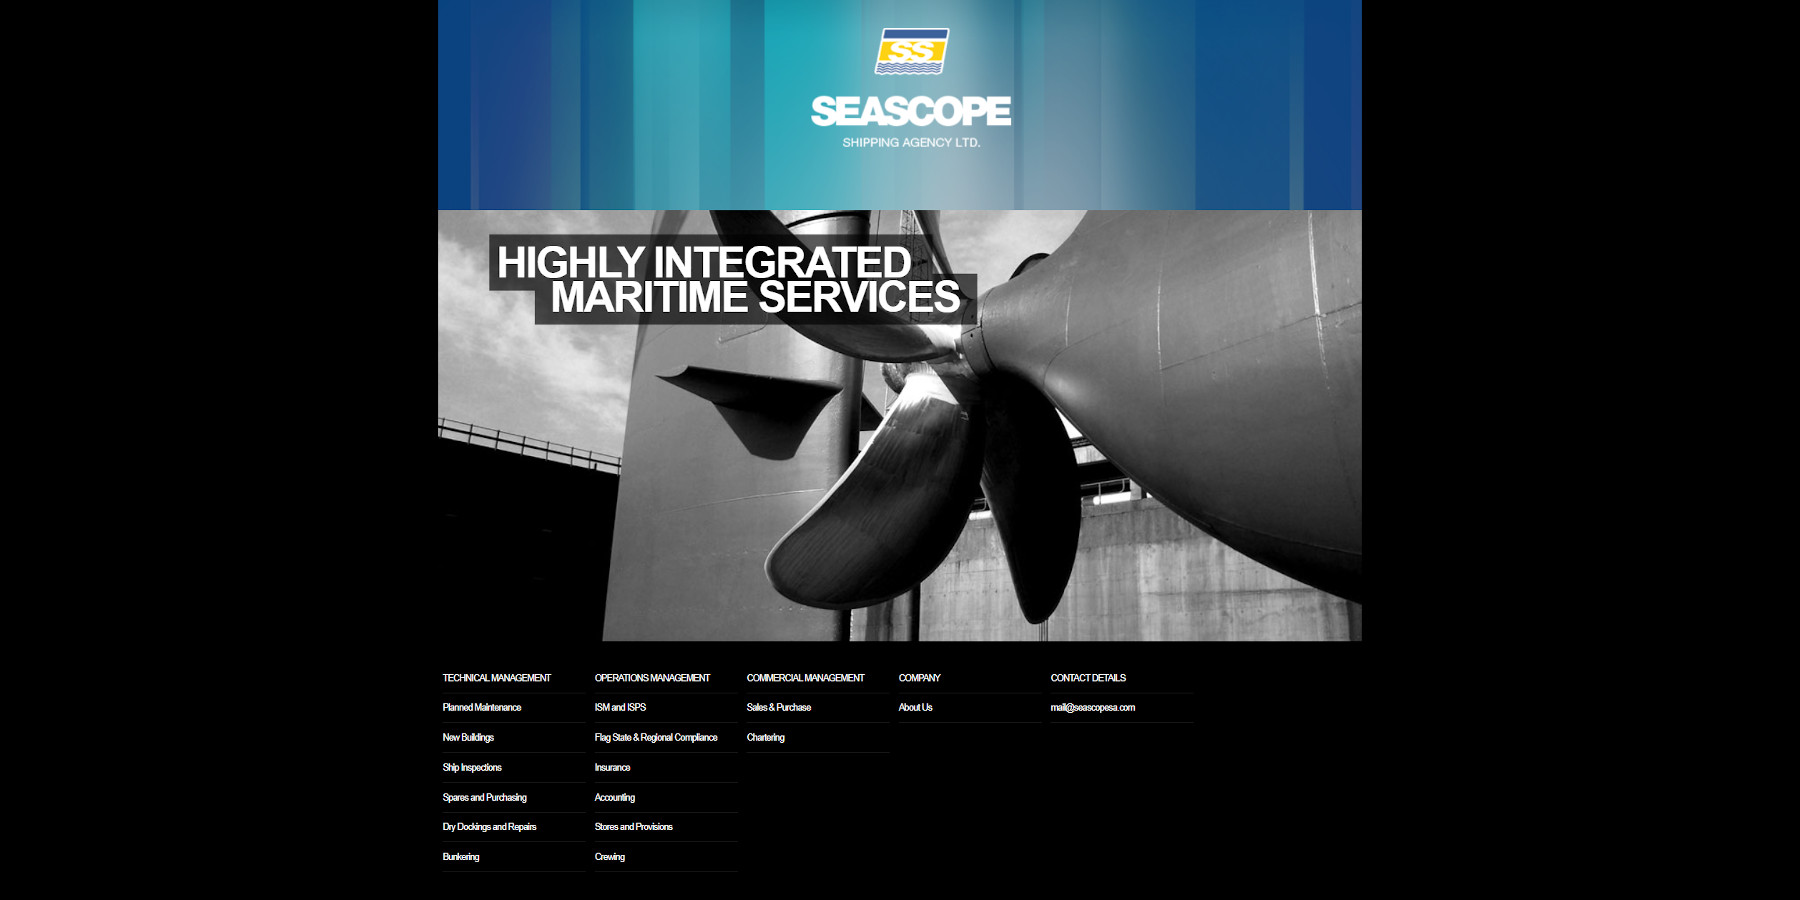 SS
SEASCOPE
SHIPPING AGENCY LTD.
HIGHLY INTEGRATED
MARITIME SERVICES
TECHNICAL MANAGEMENT
Planned Maintenance
New Buildings
Ship Inspections
Spares and Purchasing
Dry Dockings and Repairs
Bunkering
OPERATIONS MANAGEMENT
ISM and ISPS
Flag State & Regional Compliance
Insurance
Accounting
Stores and Provisions
Crewing
COMMERCIAL MANAGEMENT
Sales & Purchase
Chartering
COMPANY
About Us
CONTACT DETAILS
mail@seascopesa.com